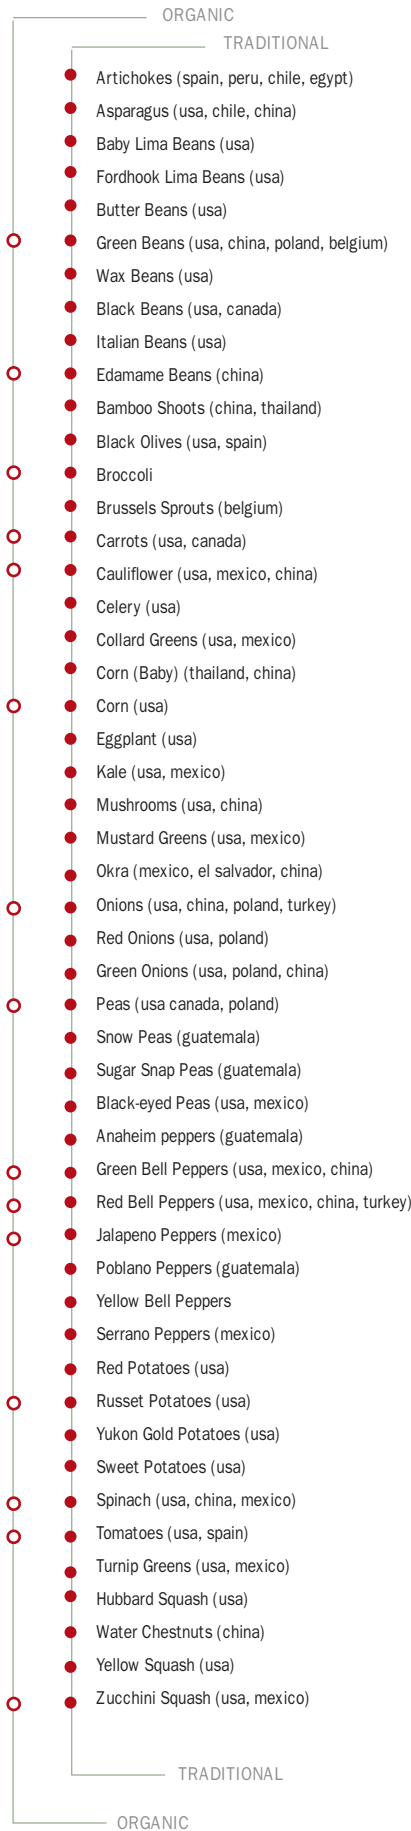 ORGANIC
TRADITIONAL
Artichokes (spain, peru, chile, egypt)
Asparagus (usa, chile, china)
Baby Lima Beans (usa)
Fordhook Lima Beans (usa)
Butter Beans (usa)
Green Beans (usa, china, poland, belgium)
Wax Beans (usa)
Black Beans (usa, canada)
Italian Beans (usa)
Edamame Beans (china)
Bamboo Shoots (china, thailand)
Black Olives (usa, spain)
Broccoli
Brussels Sprouts (belgium)
Carrots (usa, canada)
Cauliflower (usa, mexico, china)
Celery (usa)
Collard Greens (usa, mexico)
Corn (Baby) (thailand, china)
Corn (usa)
Eggplant (usa)
Kale (usa, mexico)
Mushrooms (usa, china)
Mustard Greens (usa, mexico)
Okra (mexico, el salvador, china)
Onions (usa, china, poland, turkey)
Red Onions (usa, poland)
Green Onions (usa, poland, china)
Peas (usa canada, poland)
Snow Peas (guatemala)
Sugar Snap Peas (guatemala)
Black-eyed Peas (usa, mexico)
Anaheim peppers (guatemala)
Green Bell Peppers (usa, mexico, china)
Red Bell Peppers (usa, mexico, china, turkey)
Jalapeno Peppers (mexico)
Poblano Peppers (guatemala)
Yellow Bell Peppers
Serrano Peppers (mexico)
Red Potatoes (usa)
Russet Potatoes (usa)
Yukon Gold Potatoes (usa)
Sweet Potatoes (usa)
Spinach (usa, china, mexico)
Tomatoes (usa, spain)
Turnip Greens (usa, mexico)
Hubbard Squash (usa)
Water Chestnuts (china)
Yellow Squash (usa)
Zucchini Squash (usa, mexico)
TRADITIONAL
ORGANIC